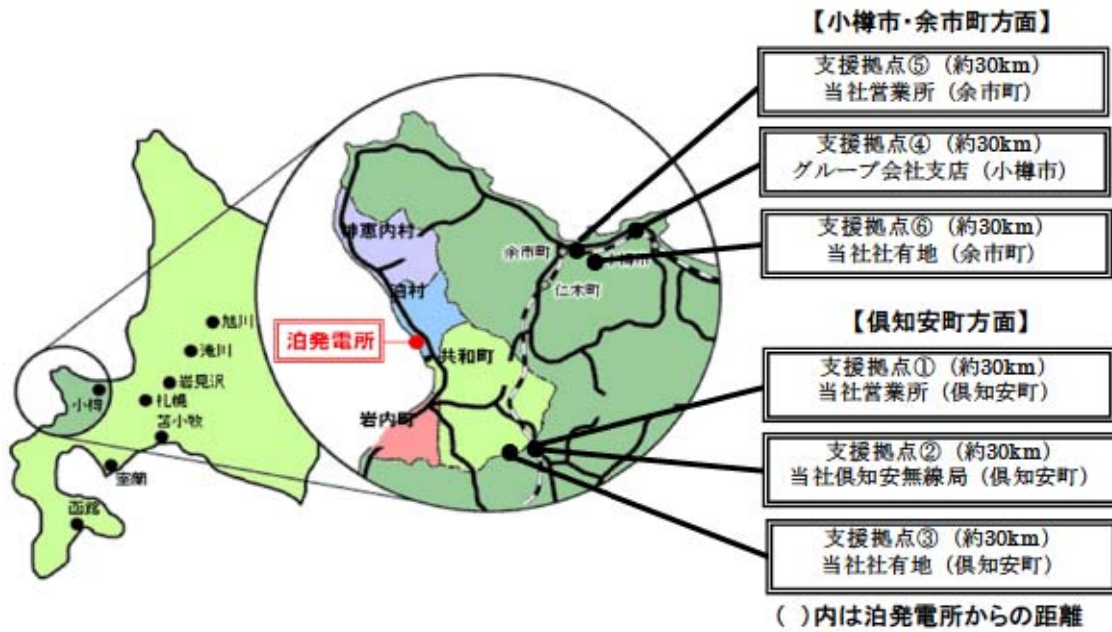 【小樽市・余市町方面】
支援拠点⑤（約30km）
当社営業所（余市町）
支援拠点④（約30km）
グループ会社支店（小樽市）
支援拠点⑥（約30km）
当社社有地（余市町）
【倶知安町方面】
支援拠点①（約30km）
当社営業所（倶知安町）
支援拠点②（約30km）
当社倶知安無線局（倶知安町）
支援拠点③（約30km）
当社社有地（倶知安町）
（ ）内は泊発電所からの距離
神恵内村
余市町
小樽市
仁木町
泊村
泊発電所
共和町
岩内町
旭川
滝川
岩見沢
小樽
札幌
苫小牧
室蘭
函館